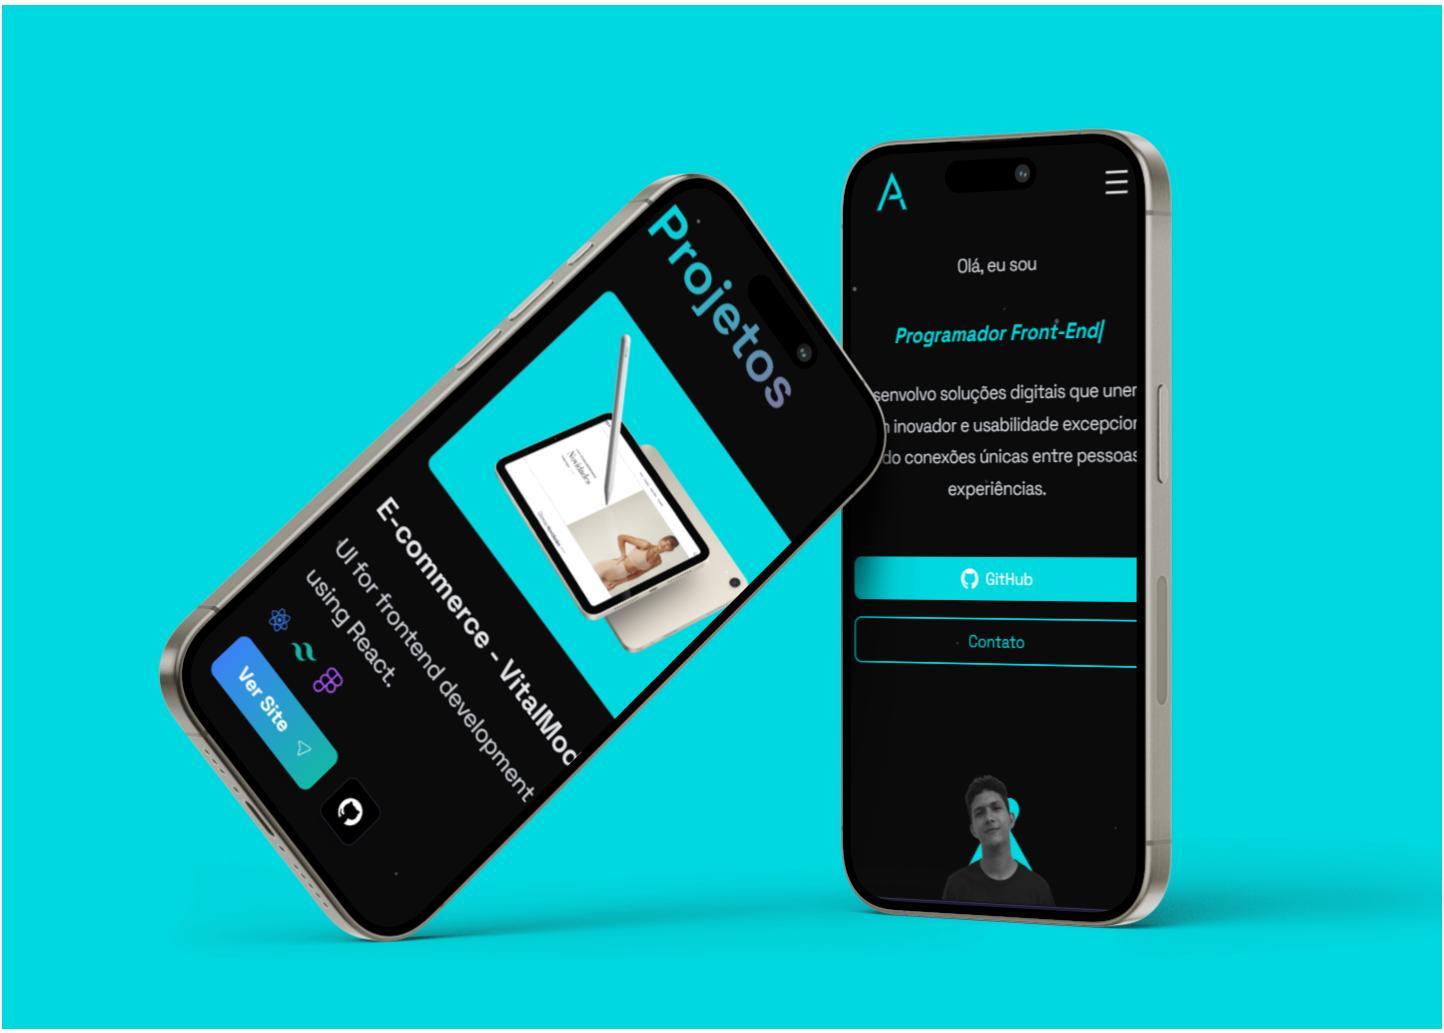 Projetos
Novidades
E-commerce - VitalMod
UI for frontend development
using React.
Ver Site
Olá, eu sou
Programador Front-End|
senvolvo soluções digitais que uner
inovador e usabilidade excepcior
do conexões únicas entre pessoas
experiências.
GitHub
Contato